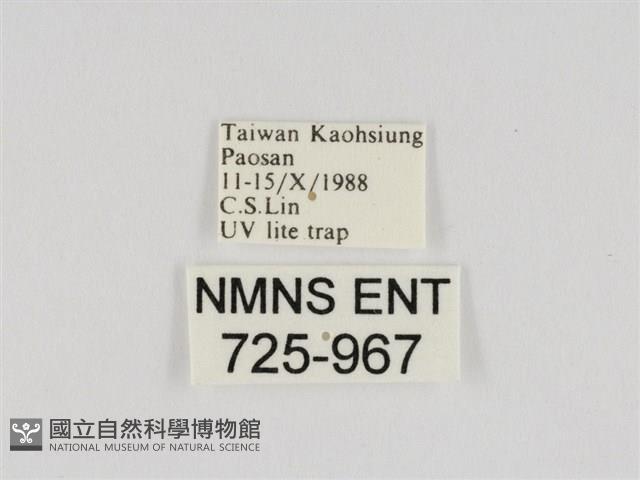 Taiwan Kaohsiung
Paosan
11-15/X/1988
C.S.Lin
UV lite trap
NMNS ENT
725-967
國立自然科學博物館
NATIONAL MUSEUM OF NATURAL SCIENCE